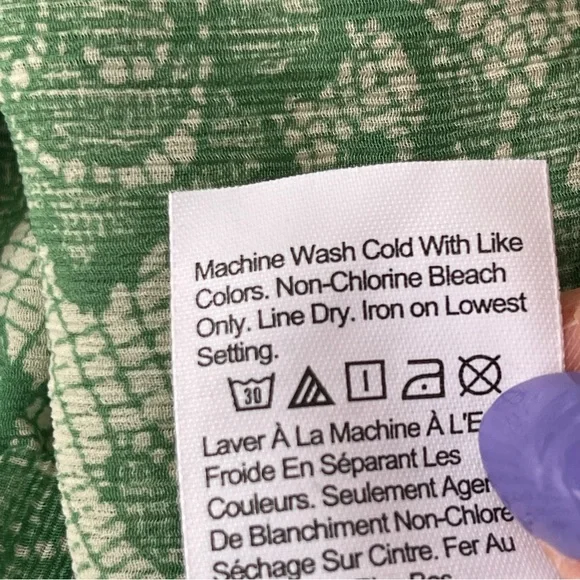 Machine Wash Cold With Like
Colors. Non-Chlorine Bleach
Only. Line Dry. Iron on Lowest
Setting.
30
Laver À La Machine À L'E
Froide En Séparant Les
Couleurs. Seulement Agen
De Blanchiment Non-Chlore
Séchage Sur Cintre. Fer Au